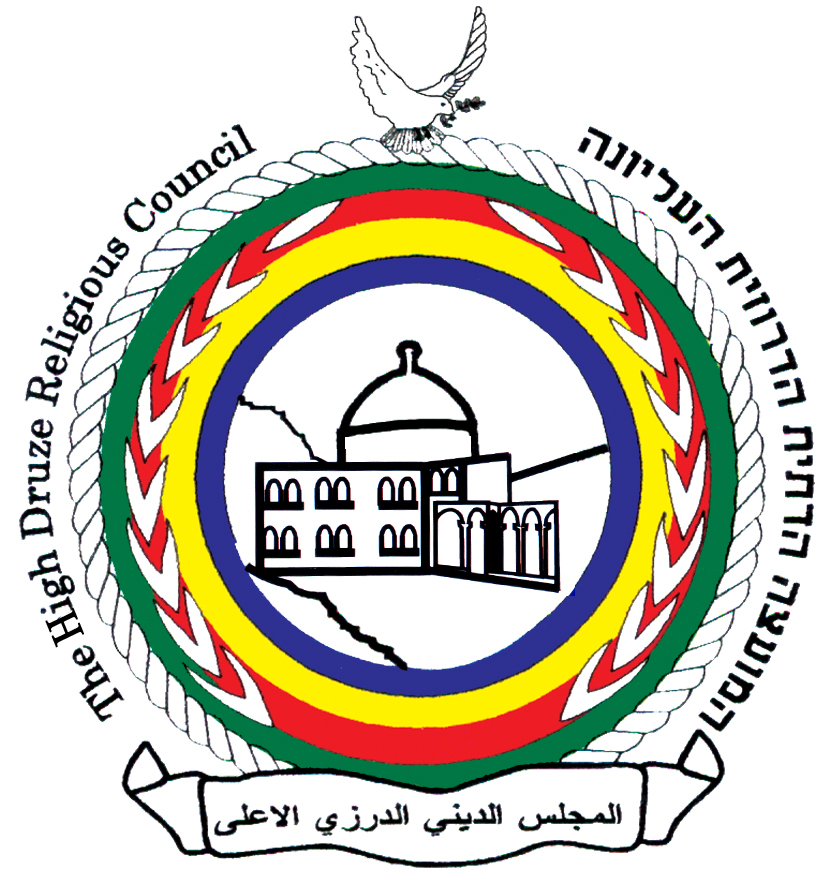 The High Druze Religious Council
המועצה הדתית הדרוזית העליונה
المجلس الديني الدرزي الاعلى